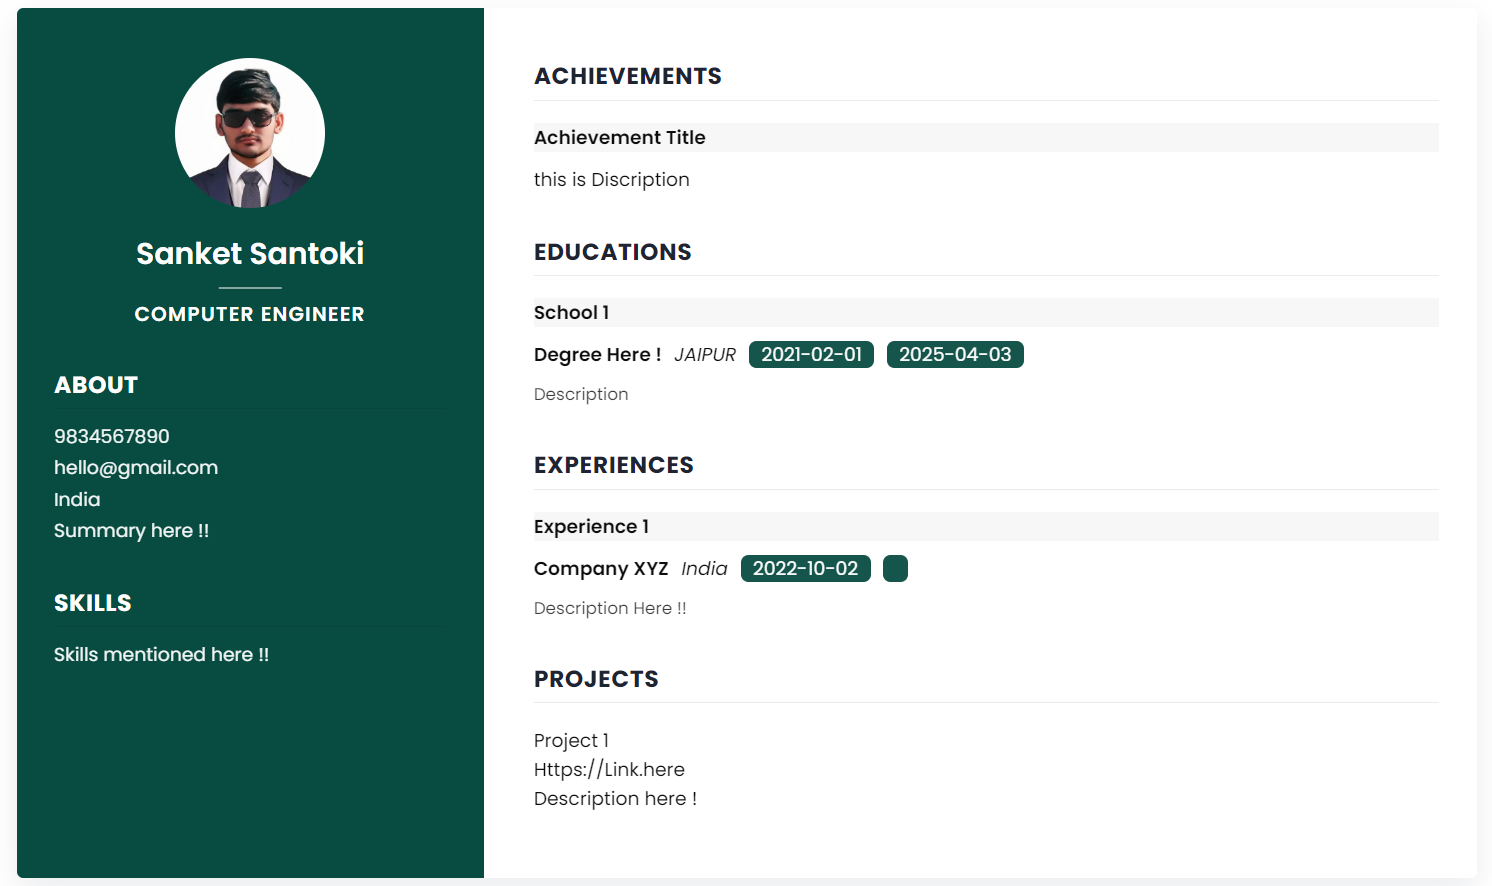 Sanket Santoki
COMPUTER ENGINEER
ABOUT
9834567890
hello@gmail.com
India
Summary here !!
SKILLS
Skills mentioned here !!
ACHIEVEMENTS
Achievement Title
this is Discription
EDUCATIONS
School 1
Degree Here ! JAIPUR 2021-02-01 2025-04-03
Description
EXPERIENCES
Experience 1
Company XYZ India 2022-10-02
Description Here !!
PROJECTS
Project 1
Https://Link.here
Description here !